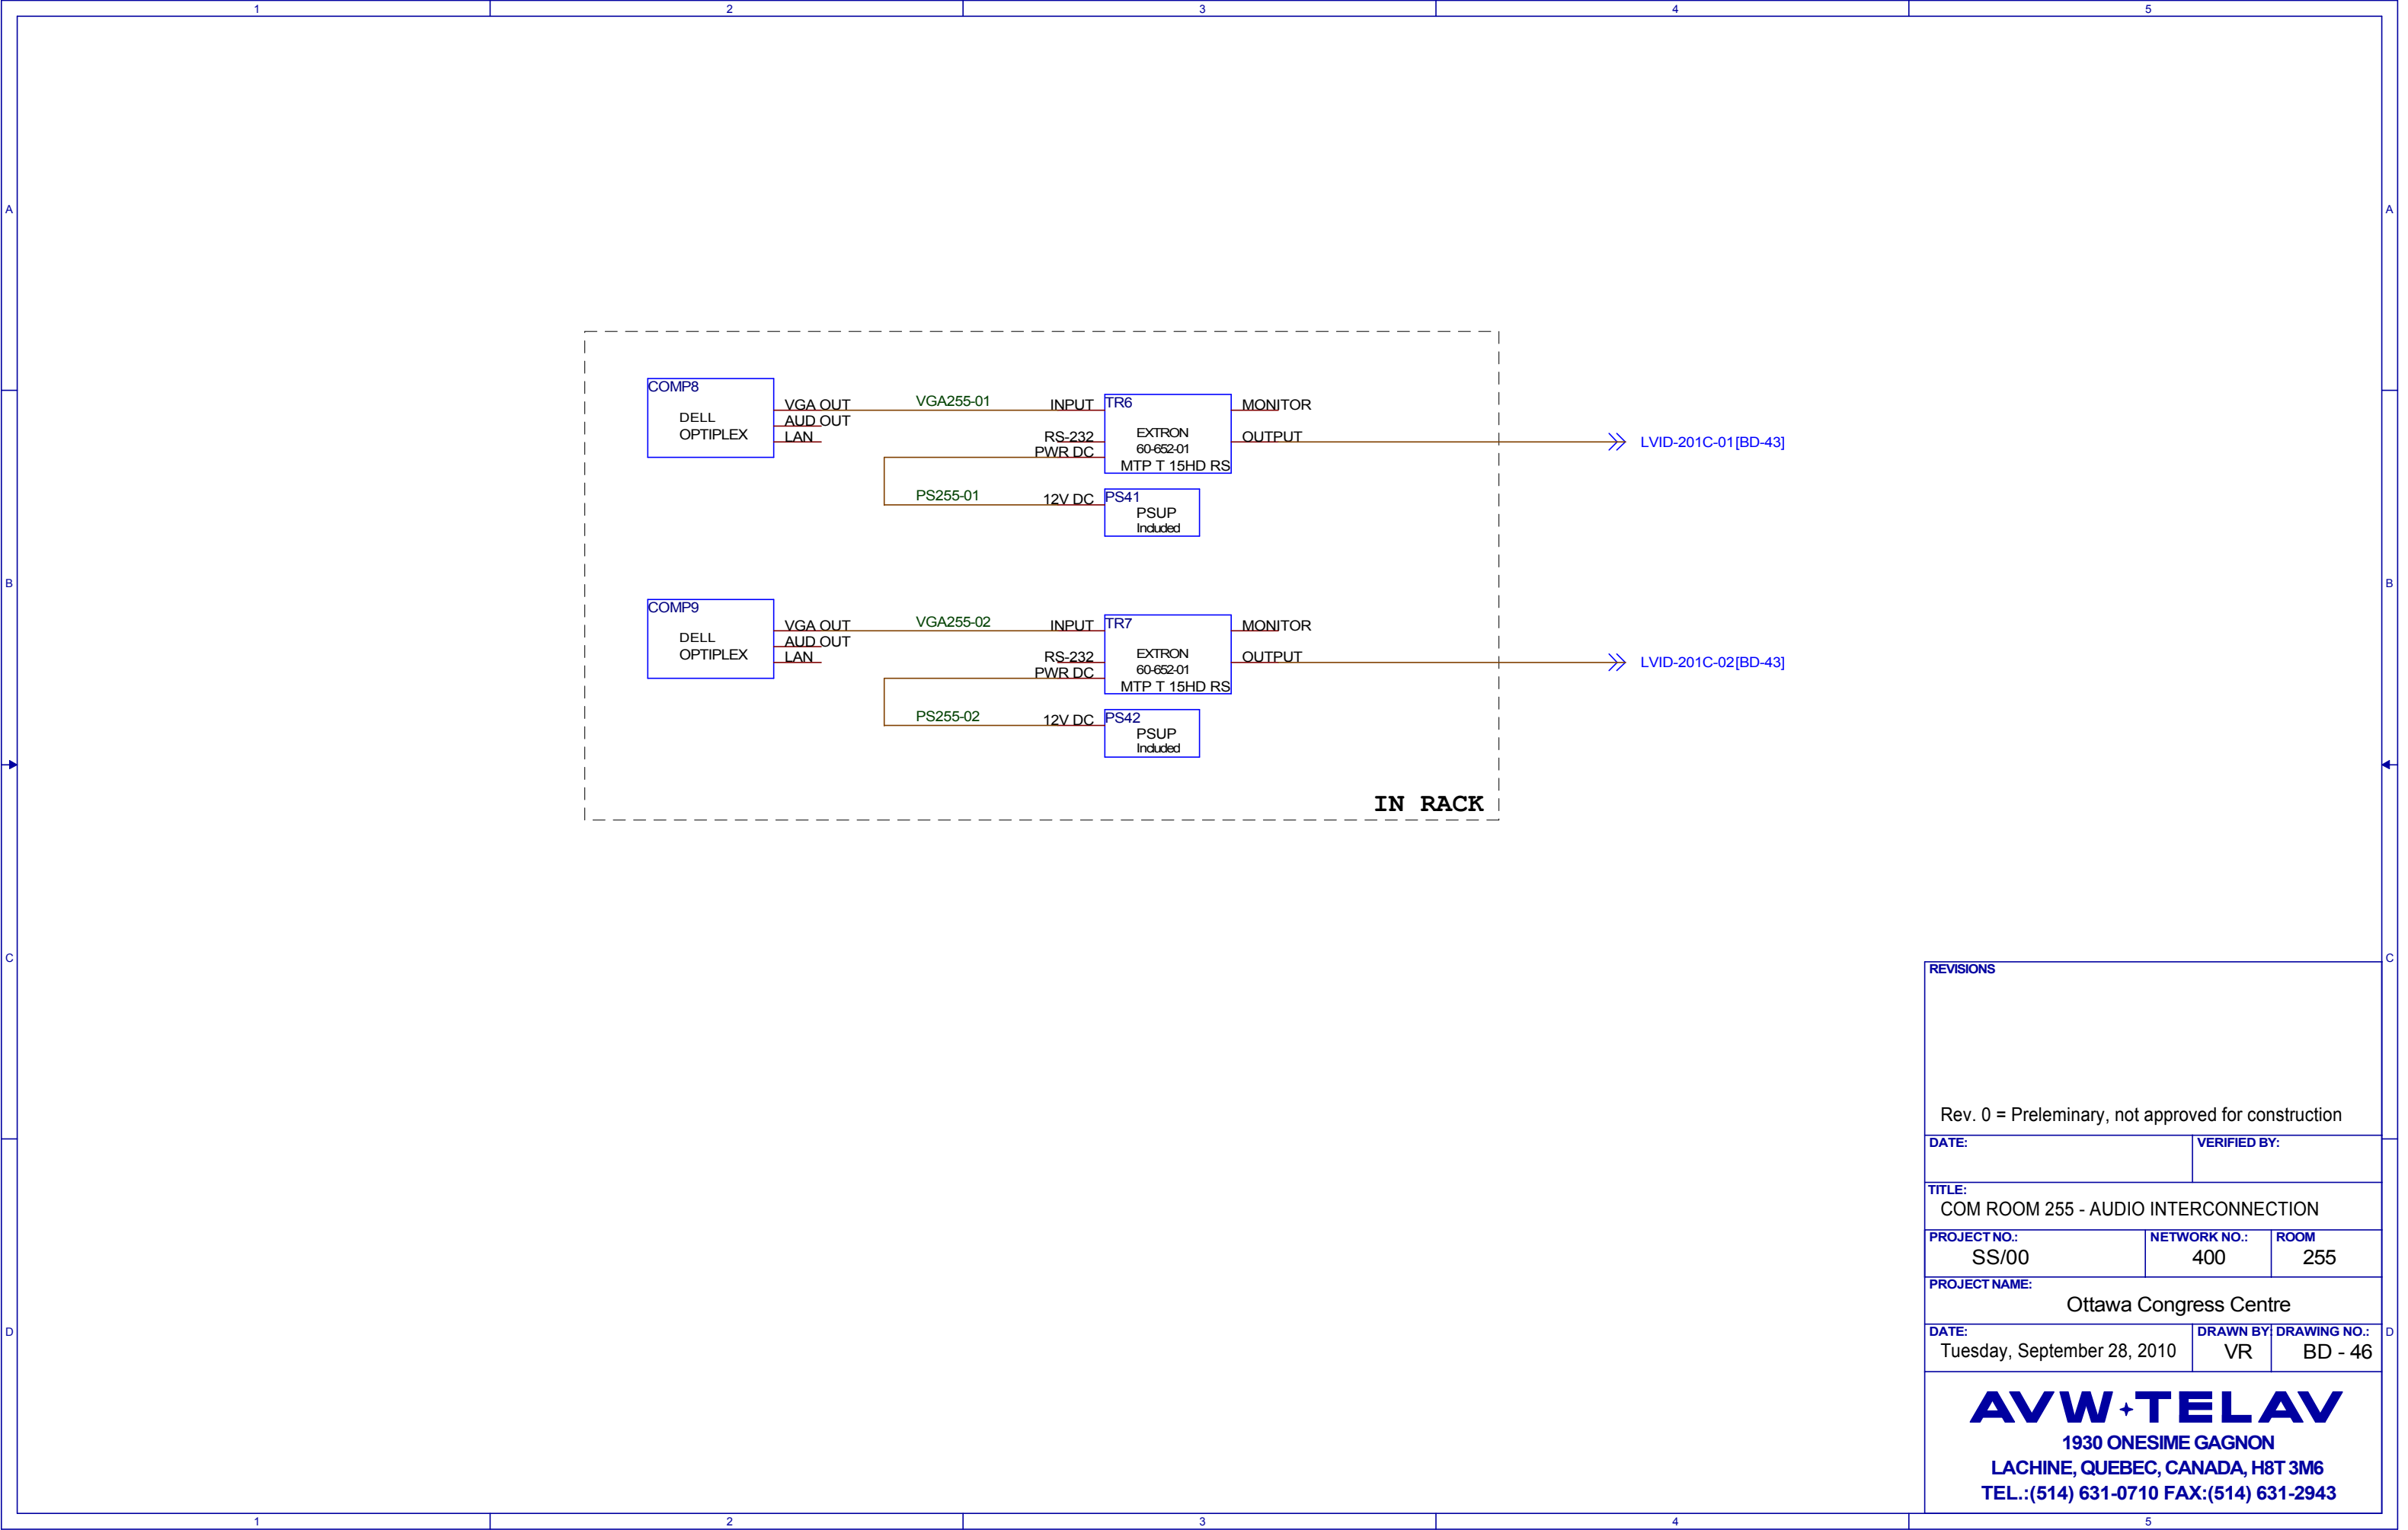 1 2 3 4 5
A A
COMP8
DELL
OPTIPLEX
VGA OUT
AUD OUT
LAN
VGA255-01
INPUT
RS-232
PWR DC
TR6
EXTRON
60-652-01
MTP T 15HD RS
MONITOR
OUTPUT
LVID-201C-01[BD-43]
PS255-01
12V DC
PS41
PSUP
Included
B B
COMP9
DELL
OPTIPLEX
VGA OUT
AUD OUT
LAN
VGA255-02
INPUT
RS-232
PWR DC
TR7
EXTRON
60-652-01
MTP T 15HD RS
MONITOR
OUTPUT
LVID-201C-02[BD-43]
PS255-02
12V DC
PS42
PSUP
Included
IN RACK
C C
REVISIONS
Rev. 0 = Preleminary, not approved for construction
DATE: VERIFIED BY:
TITLE:
COM ROOM 255 - AUDIO INTERCONNECTION
PROJECT NO.: NETWORK NO.: ROOM
SS/00 400 255
PROJECT NAME:
Ottawa Congress Centre
D D
DATE: DRAWN BY: DRAWING NO.:
Tuesday, September 28, 2010 VR BD - 46
AVW+TELAV
1930 ONESIME GAGNON
LACHINE, QUEBEC, CANADA, H8T 3M6
TEL.:(514) 631-0710 FAX:(514) 631-2943
1 2 3 4 5